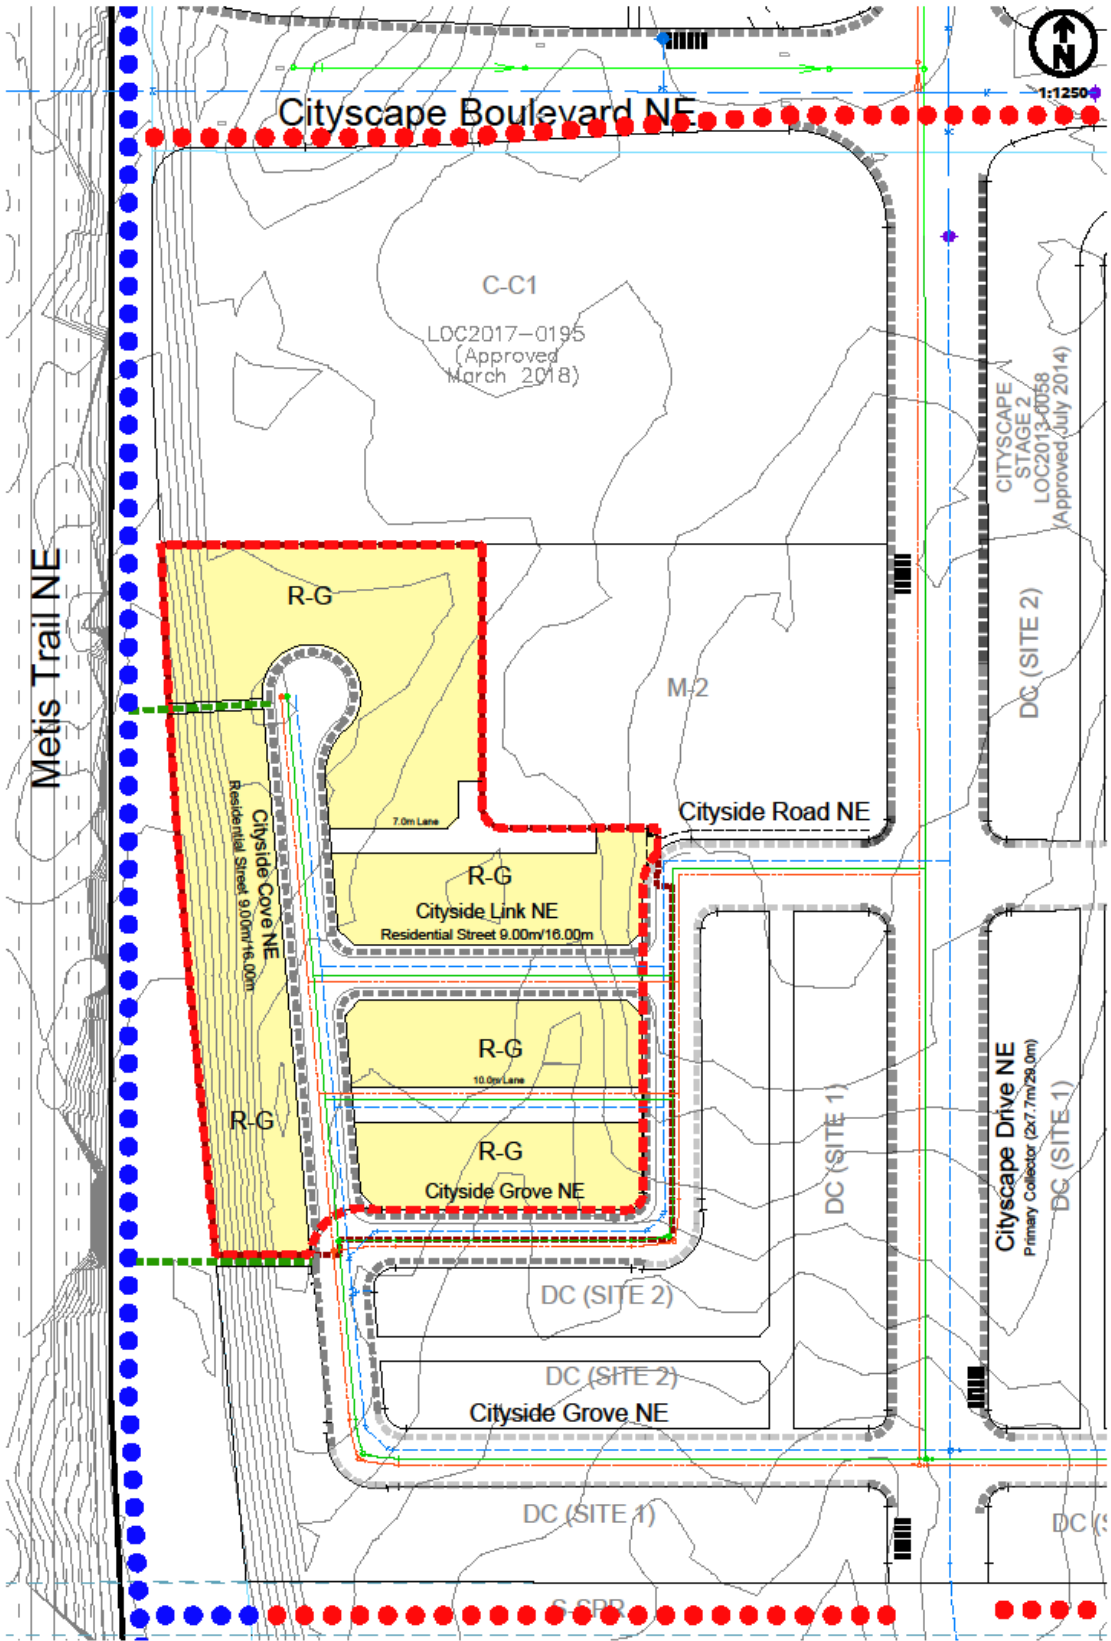 N
1:1250
Cityscape Boulevard NE
C-C1
LOC2017-0195
(Approved
March 2018)
CITYSCAPE
STAGE 2
LOC2013-0058
(Approved July 2014)
Metis Trail NE
R-G
DC (SITE 2)
M-2
Cityside Road NE
7.0m Lane
Cityside Cove NE
Residential Street 9.00m/16.00m
R-G
Cityside Link NE
Residential Street 9.00m/16.00m
R-G
10.0m Lane
R-G
R-G
Cityside Grove NE
DC (SITE 1)
Cityscape Drive NE
Primary Collector (2x7.7m/29.0m)
DC (SITE 1)
DC (SITE 2)
DC (SITE 2)
Cityside Grove NE
DC (SITE 1)
DC (S
S-SPR